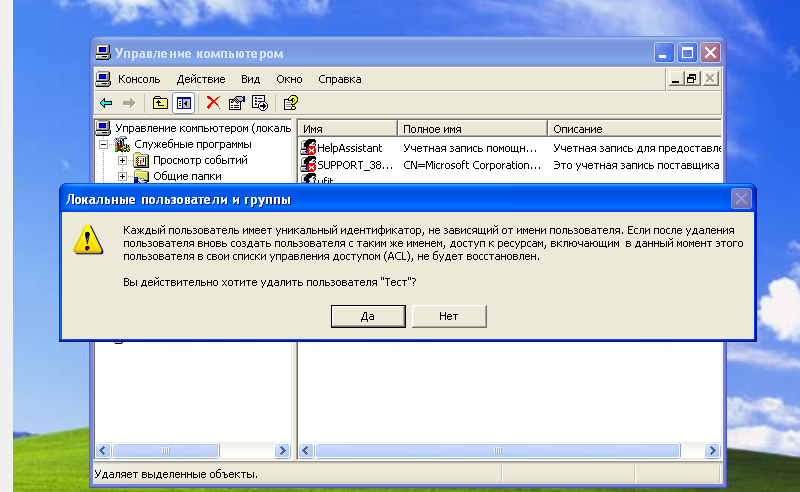 Управление компьютером
Консоль Действие Вид Окно Справка
Управление компьютером (локаль
Служебные программы
Просмотр событий
Общие папки
Имя Полное имя Описание
HelpAssistant Учетная запись помощн... Учетная запись для предоставле
SUPPORT_38... CN=Microsoft Corporation... Это учетная запись поставщика
ufit
Локальные пользователи и группы
Каждый пользователь имеет уникальный идентификатор, не зависящий от имени пользователя. Если после удаления
пользователя вновь создать пользователя с таким же именем, доступ к ресурсам, включающим в данный момент этого
пользователя в свои списки управления доступом (ACL), не будет восстановлен.
Вы действительно хотите удалить пользователя "Тест"?
Да Нет
Удаляет выделенные объекты.